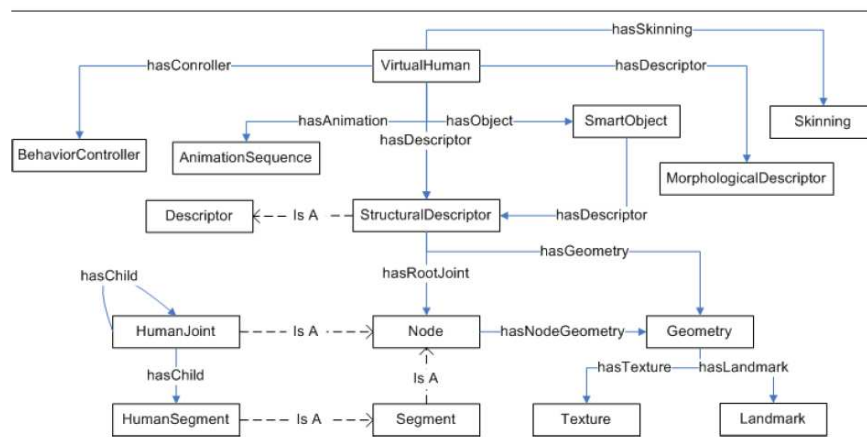 hasSkinning
hasConroller
VirtualHuman
hasDescriptor
hasAnimation
hasObject
SmartObject
Skinning
BehaviorController
AnimationSequence
hasDescriptor
MorphologicalDescriptor
Descriptor
Is A
StructuralDescriptor
hasDescriptor
hasGeometry
hasChild
hasRootJoint
HumanJoint
Is A
Node
hasNodeGeometry
Geometry
hasChild
Is A
hasTexture
hasLandmark
HumanSegment
Is A
Segment
Texture
Landmark